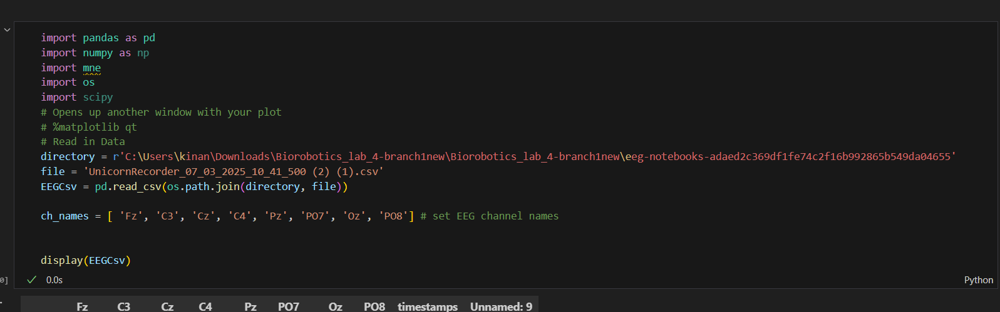 import pandas as pd
import numpy as np
import mne
import os
import scipy
# Opens up another window with your plot
# %matplotlib qt
# Read in Data
directory = r'C:\Users\kinan\Downloads\Biorobotics_lab_4-branch1new\Biorobotics_lab_4-branch1new\eeg-notebooks-adaed2c369df1fe74c2f16b992865b549da04655'
file = 'UnicornRecorder_07_03_2025_10_41_500 (2) (1).csv'
EEGCsv = pd.read_csv(os.path.join(directory, file))
ch_names = [ 'Fz', 'C3', 'Cz', 'C4', 'Pz', 'PO7', 'Oz', 'PO8'] # set EEG channel names
display(EEGCsv)
0] 0.0s Python
Fz C3 Cz C4 Pz PO7 Oz PO8 timestamps Unnamed: 9